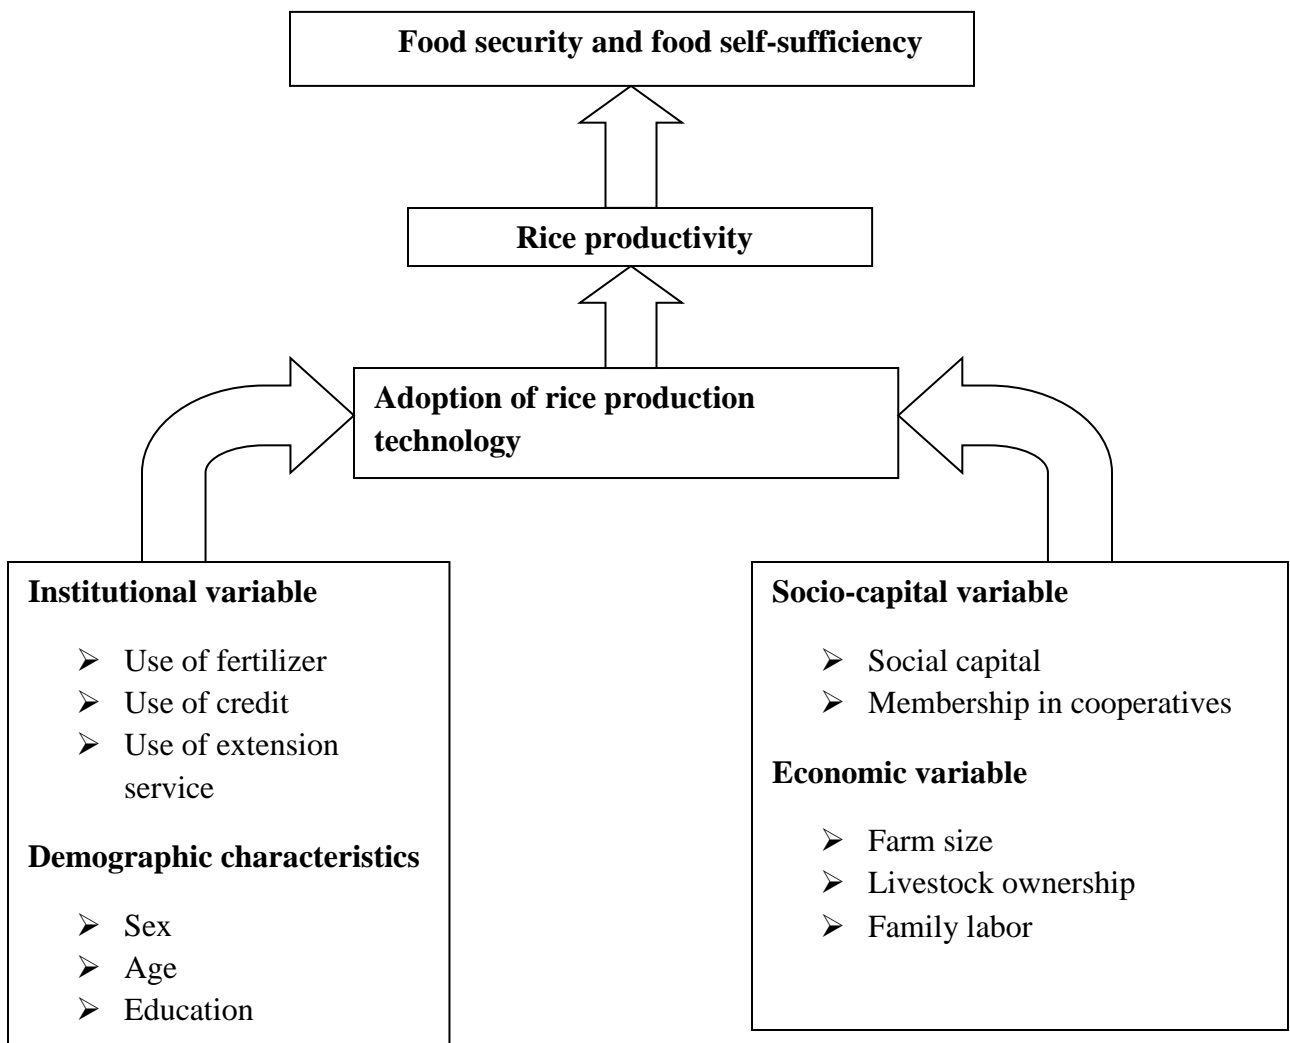 Food security and food self-sufficiency
Rice productivity
Adoption of rice production
technology
Institutional variable
➢ Use of fertilizer
➢ Use of credit
➢ Use of extension
service
Demographic characteristics
➢ Sex
➢ Age
➢ Education
Socio-capital variable
➢ Social capital
➢ Membership in cooperatives
Economic variable
➢ Farm size
➢ Livestock ownership
➢ Family labor